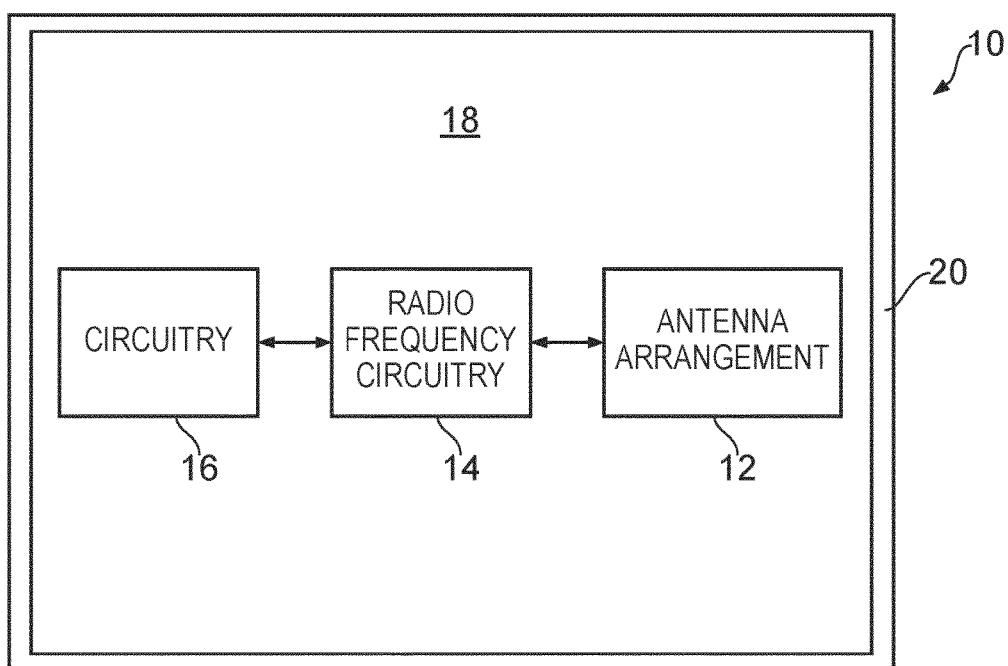 10
18
20
CIRCUITRY
RADIO
FREQUENCY
CIRCUITRY
ANTENNA
ARRANGEMENT
16
14
12